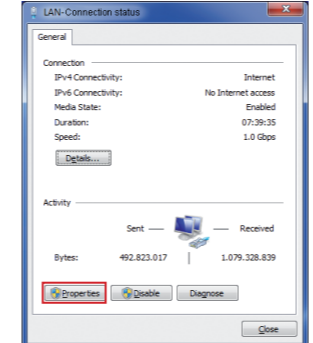 LAN-Connection status
General
Connection
IPv4 Connectivity: Internet
IPv6 Connectivity: No Internet access
Media State: Enabled
Duration: 07:39:35
Speed: 1.0 Gbps
Details...
Activity
Sent Received
Bytes: 492.823.017 1.079.328.839
Properties Disable Diagnose
Close